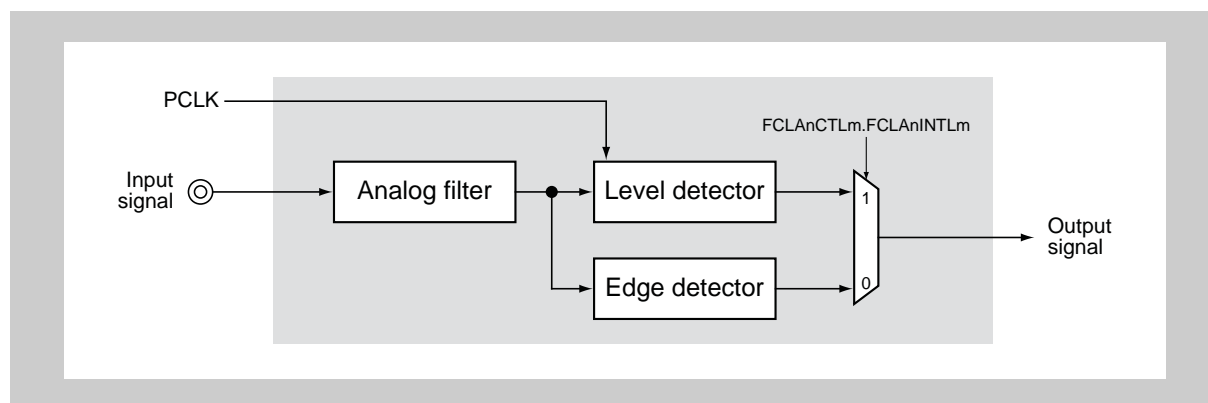 PCLK
FCLAnCTLm.FCLAnINTLm
Input
signal
Analog filter
Level detector
1
Output
signal
Edge detector
0